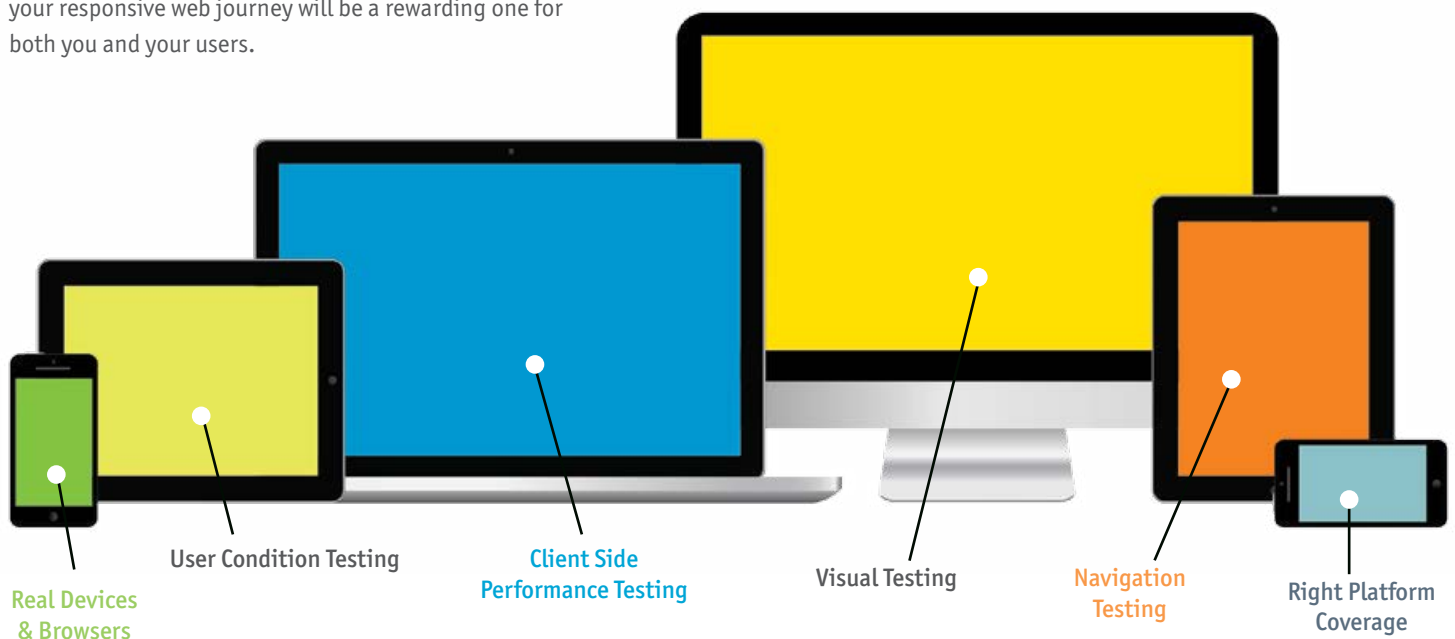 your responsive web journey will be a rewarding one for
both you and your users.
Real Devices
& Browsers
User Condition Testing
Client Side
Performance Testing
Visual Testing
Navigation
Testing
Right Platform
Coverage